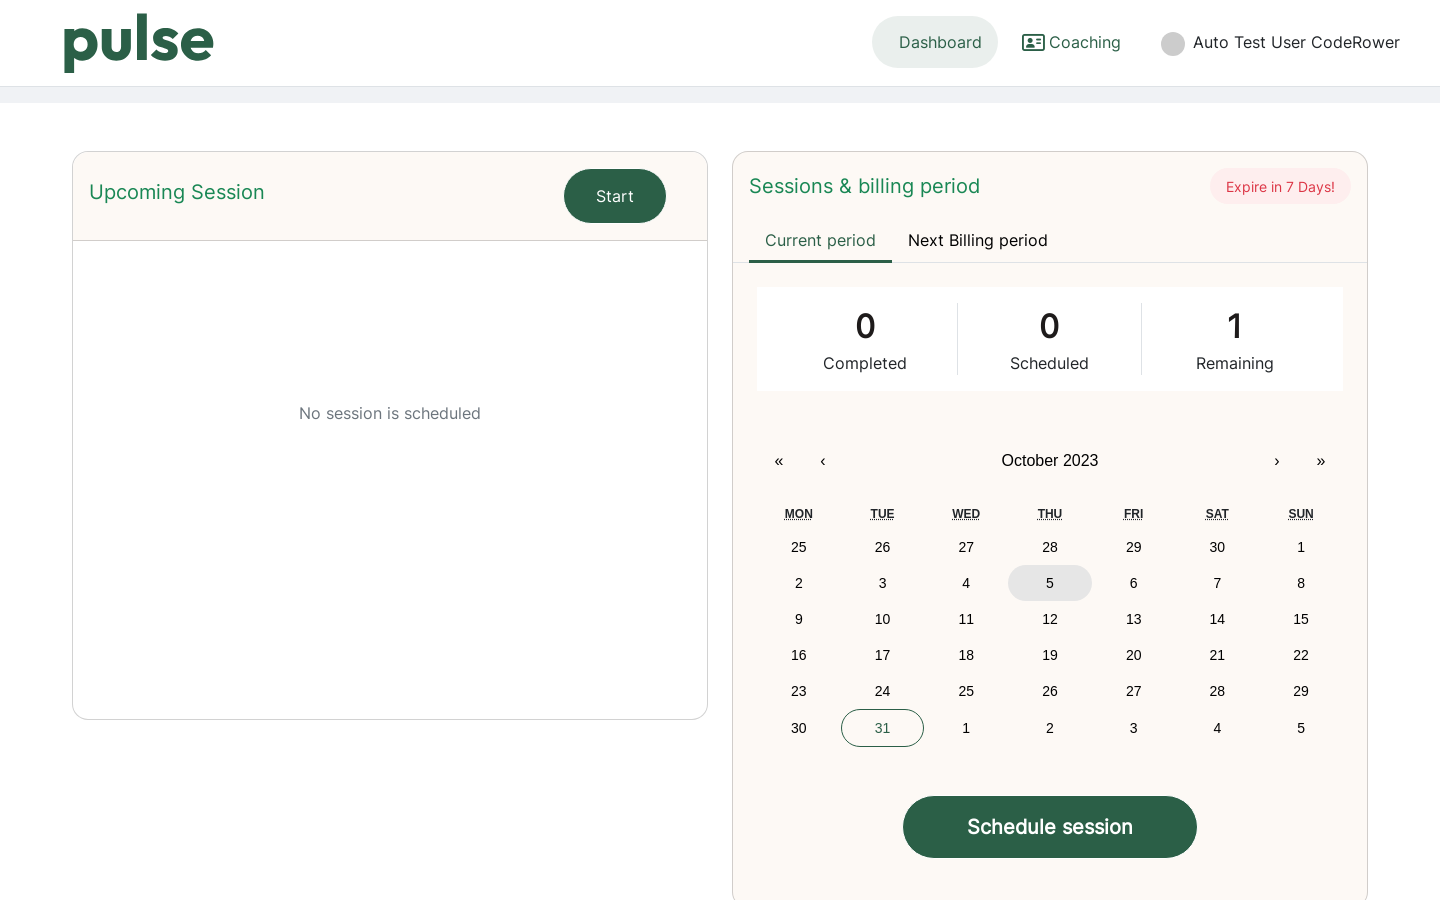 pulse
Dashboard
Coaching
Auto Test User CodeRower
Upcoming Session
Start
No session is scheduled
Sessions & billing period
Expire in 7 Days!
Current period
Next Billing period
0
Completed
0
Scheduled
1
Remaining
« ‹ October 2023 › »
MON TUE WED THU FRI SAT SUN
25 26 27 28 29 30 1
2 3 4 5 6 7 8
9 10 11 12 13 14 15
16 17 18 19 20 21 22
23 24 25 26 27 28 29
30 31 1 2 3 4 5
Schedule session